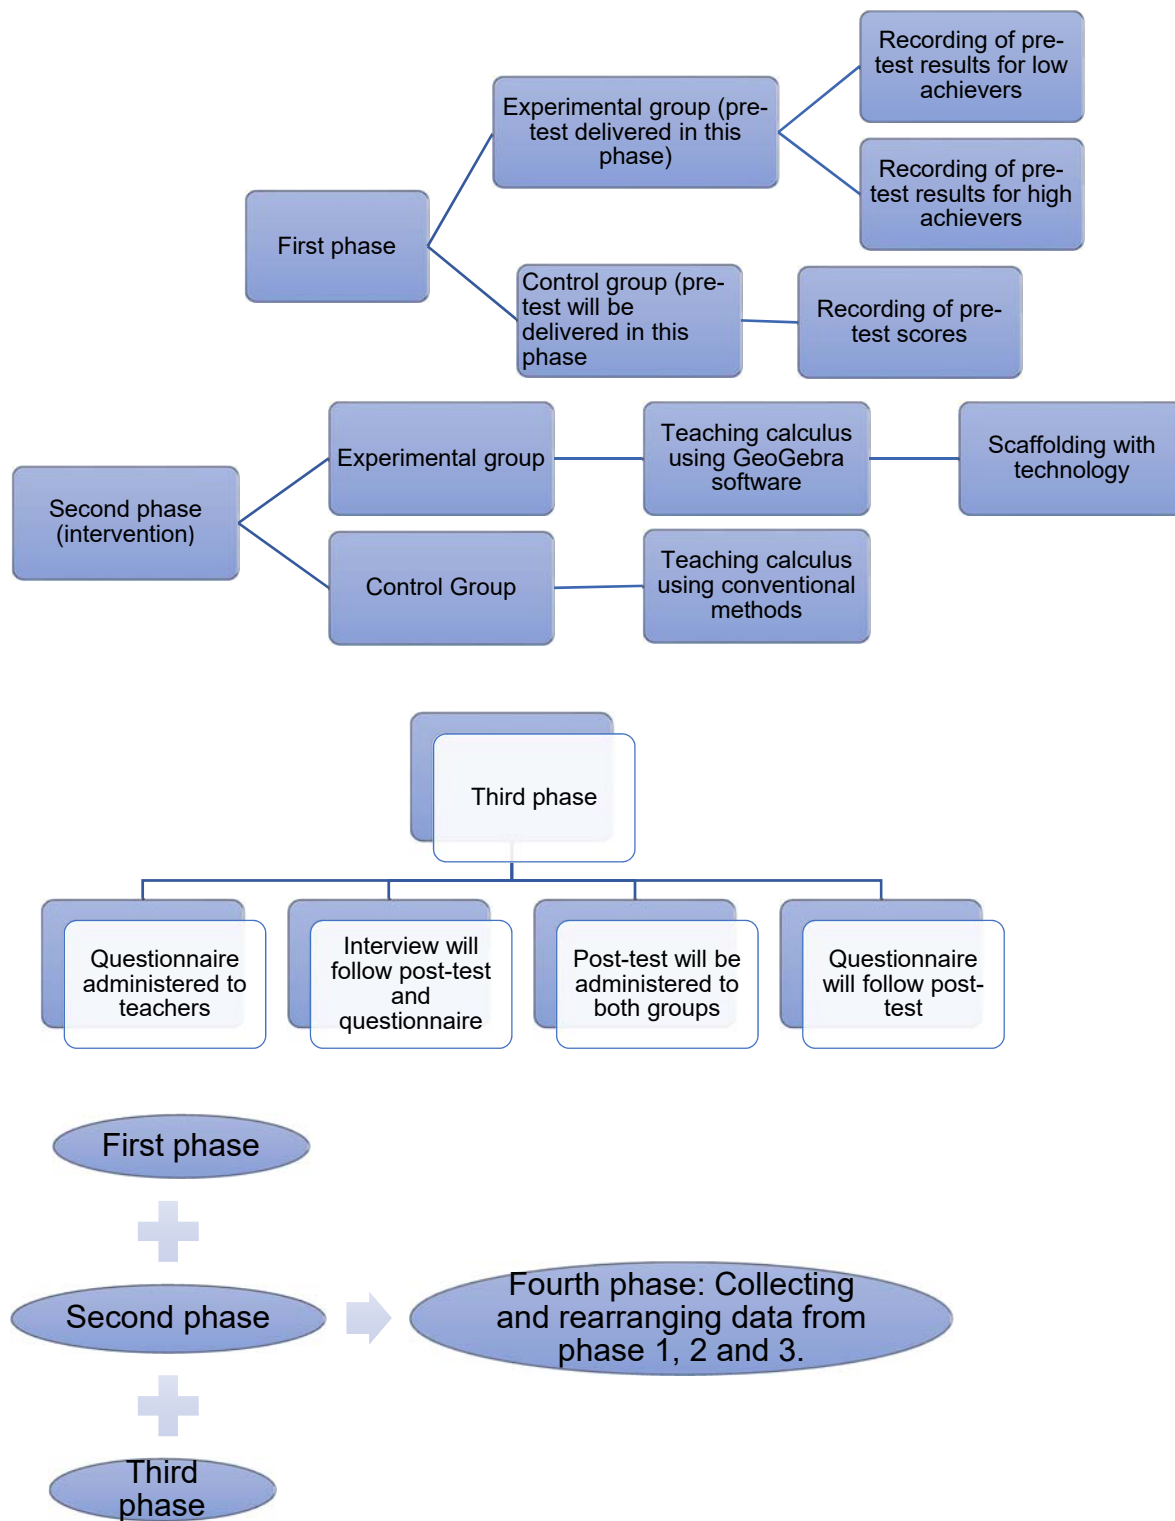 Recording of pre-
test results for low
achievers
Experimental group (pre-
test delivered in this
phase)
Recording of pre-
test results for high
achievers
First phase
Control group (pre-
test will be
delivered in this
phase
Recording of pre-
test scores
Experimental group
Teaching calculus
using GeoGebra
software
Scaffolding with
technology
Second phase
(intervention)
Control Group
Teaching calculus
using conventional
methods
Third phase
Questionnaire
administered to
teachers
Interview will
follow post-test
and
questionnaire
Post-test will be
administered to
both groups
Questionnaire
will follow post-
test
First phase
Second phase
Fourth phase: Collecting
and rearranging data from
phase 1, 2 and 3.
Third
phase